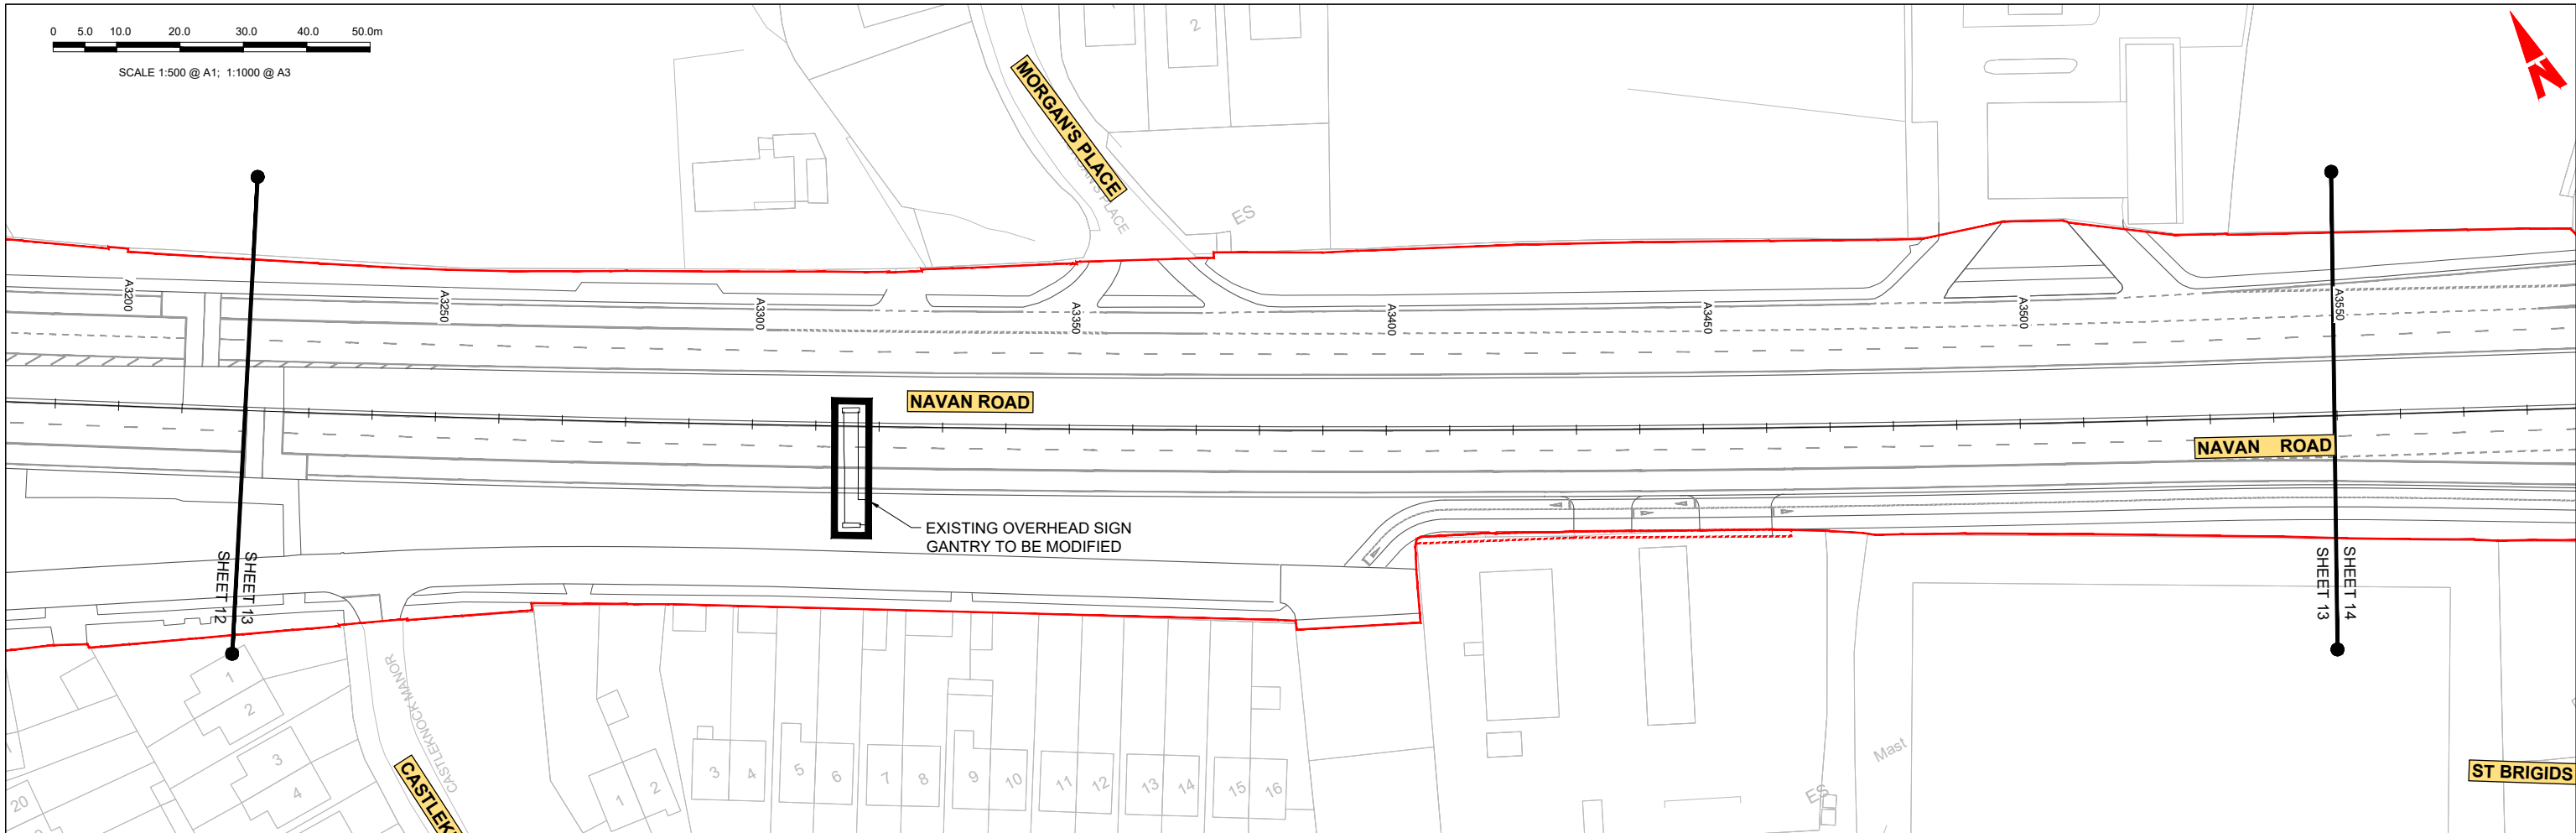 0 5.0 10.0 20.0 30.0 40.0 50.0m
SCALE 1:500 @ A1; 1:1000 @ A3
N
2
MORGAN'S PLACE
PLACE
ES
A3200
A3250
A3300
A3350
A3400
A3450
A3500
A3550
NAVAN ROAD
NAVAN ROAD
EXISTING OVERHEAD SIGN
GANTRY TO BE MODIFIED
SHEET 12
SHEET 13
SHEET 13
SHEET 14
CASTLEKNOCK MANOR
1
2
3
4
20
1
2
3
4
5
6
7
8
9
10
11
12
13
14
15
16
Mast
ES
ST BRIGIDS